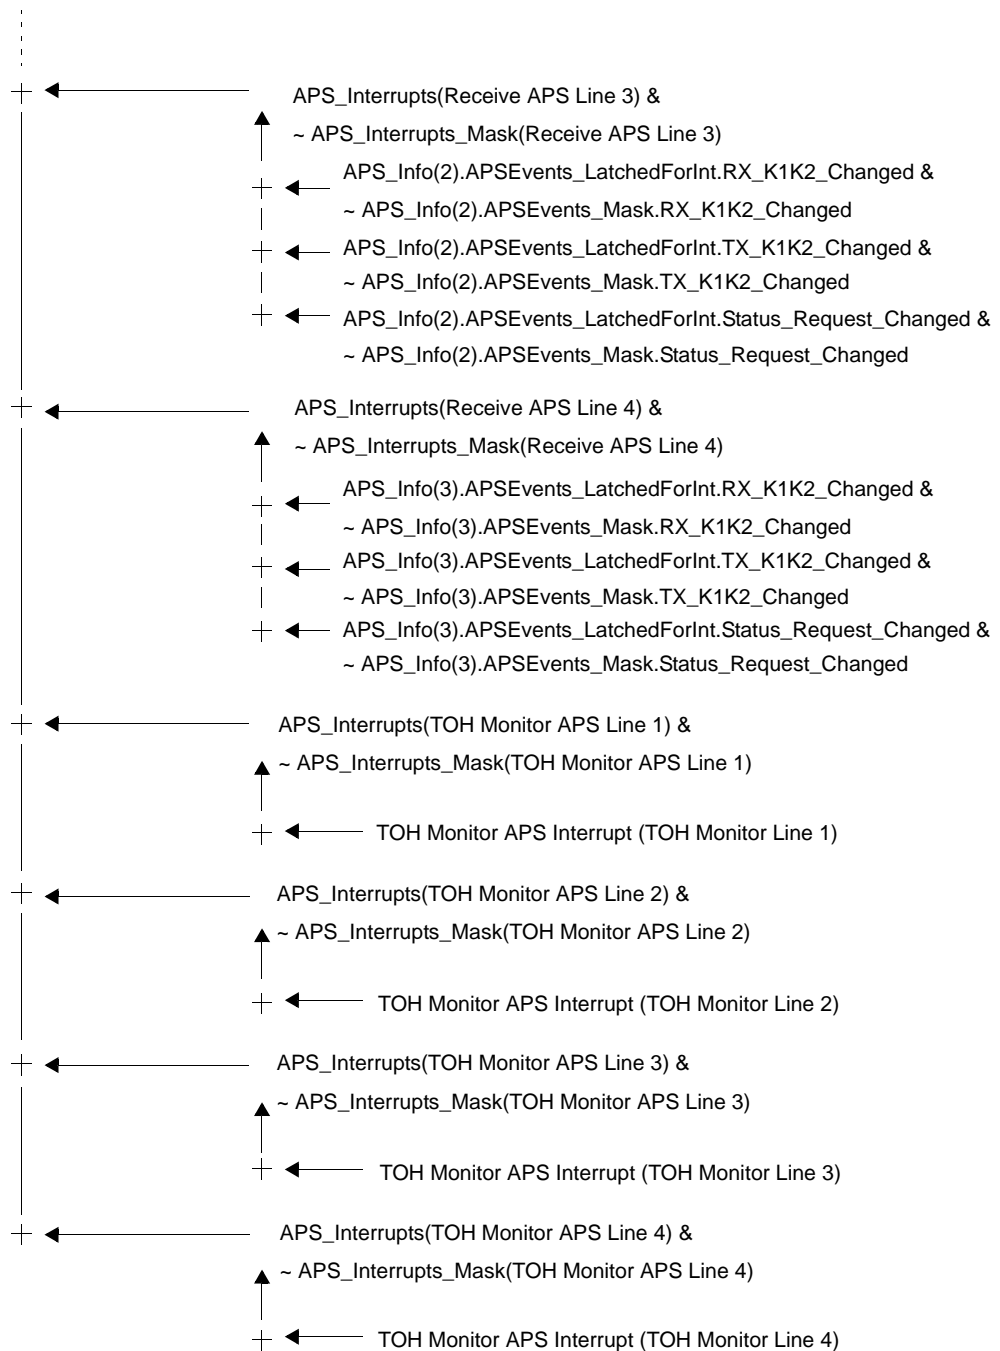 APS_Interrupts(Receive APS Line 3) &
~ APS_Interrupts_Mask(Receive APS Line 3)
APS_Info(2).APSEvents_LatchedForInt.RX_K1K2_Changed &
~ APS_Info(2).APSEvents_Mask.RX_K1K2_Changed
APS_Info(2).APSEvents_LatchedForInt.TX_K1K2_Changed &
~ APS_Info(2).APSEvents_Mask.TX_K1K2_Changed
APS_Info(2).APSEvents_LatchedForInt.Status_Request_Changed &
~ APS_Info(2).APSEvents_Mask.Status_Request_Changed
APS_Interrupts(Receive APS Line 4) &
~ APS_Interrupts_Mask(Receive APS Line 4)
APS_Info(3).APSEvents_LatchedForInt.RX_K1K2_Changed &
~ APS_Info(3).APSEvents_Mask.RX_K1K2_Changed
APS_Info(3).APSEvents_LatchedForInt.TX_K1K2_Changed &
~ APS_Info(3).APSEvents_Mask.TX_K1K2_Changed
APS_Info(3).APSEvents_LatchedForInt.Status_Request_Changed &
~ APS_Info(3).APSEvents_Mask.Status_Request_Changed
APS_Interrupts(TOH Monitor APS Line 1) &
~ APS_Interrupts_Mask(TOH Monitor APS Line 1)
TOH Monitor APS Interrupt (TOH Monitor Line 1)
APS_Interrupts(TOH Monitor APS Line 2) &
~ APS_Interrupts_Mask(TOH Monitor APS Line 2)
TOH Monitor APS Interrupt (TOH Monitor Line 2)
APS_Interrupts(TOH Monitor APS Line 3) &
~ APS_Interrupts_Mask(TOH Monitor APS Line 3)
TOH Monitor APS Interrupt (TOH Monitor Line 3)
APS_Interrupts(TOH Monitor APS Line 4) &
~ APS_Interrupts_Mask(TOH Monitor APS Line 4)
TOH Monitor APS Interrupt (TOH Monitor Line 4)